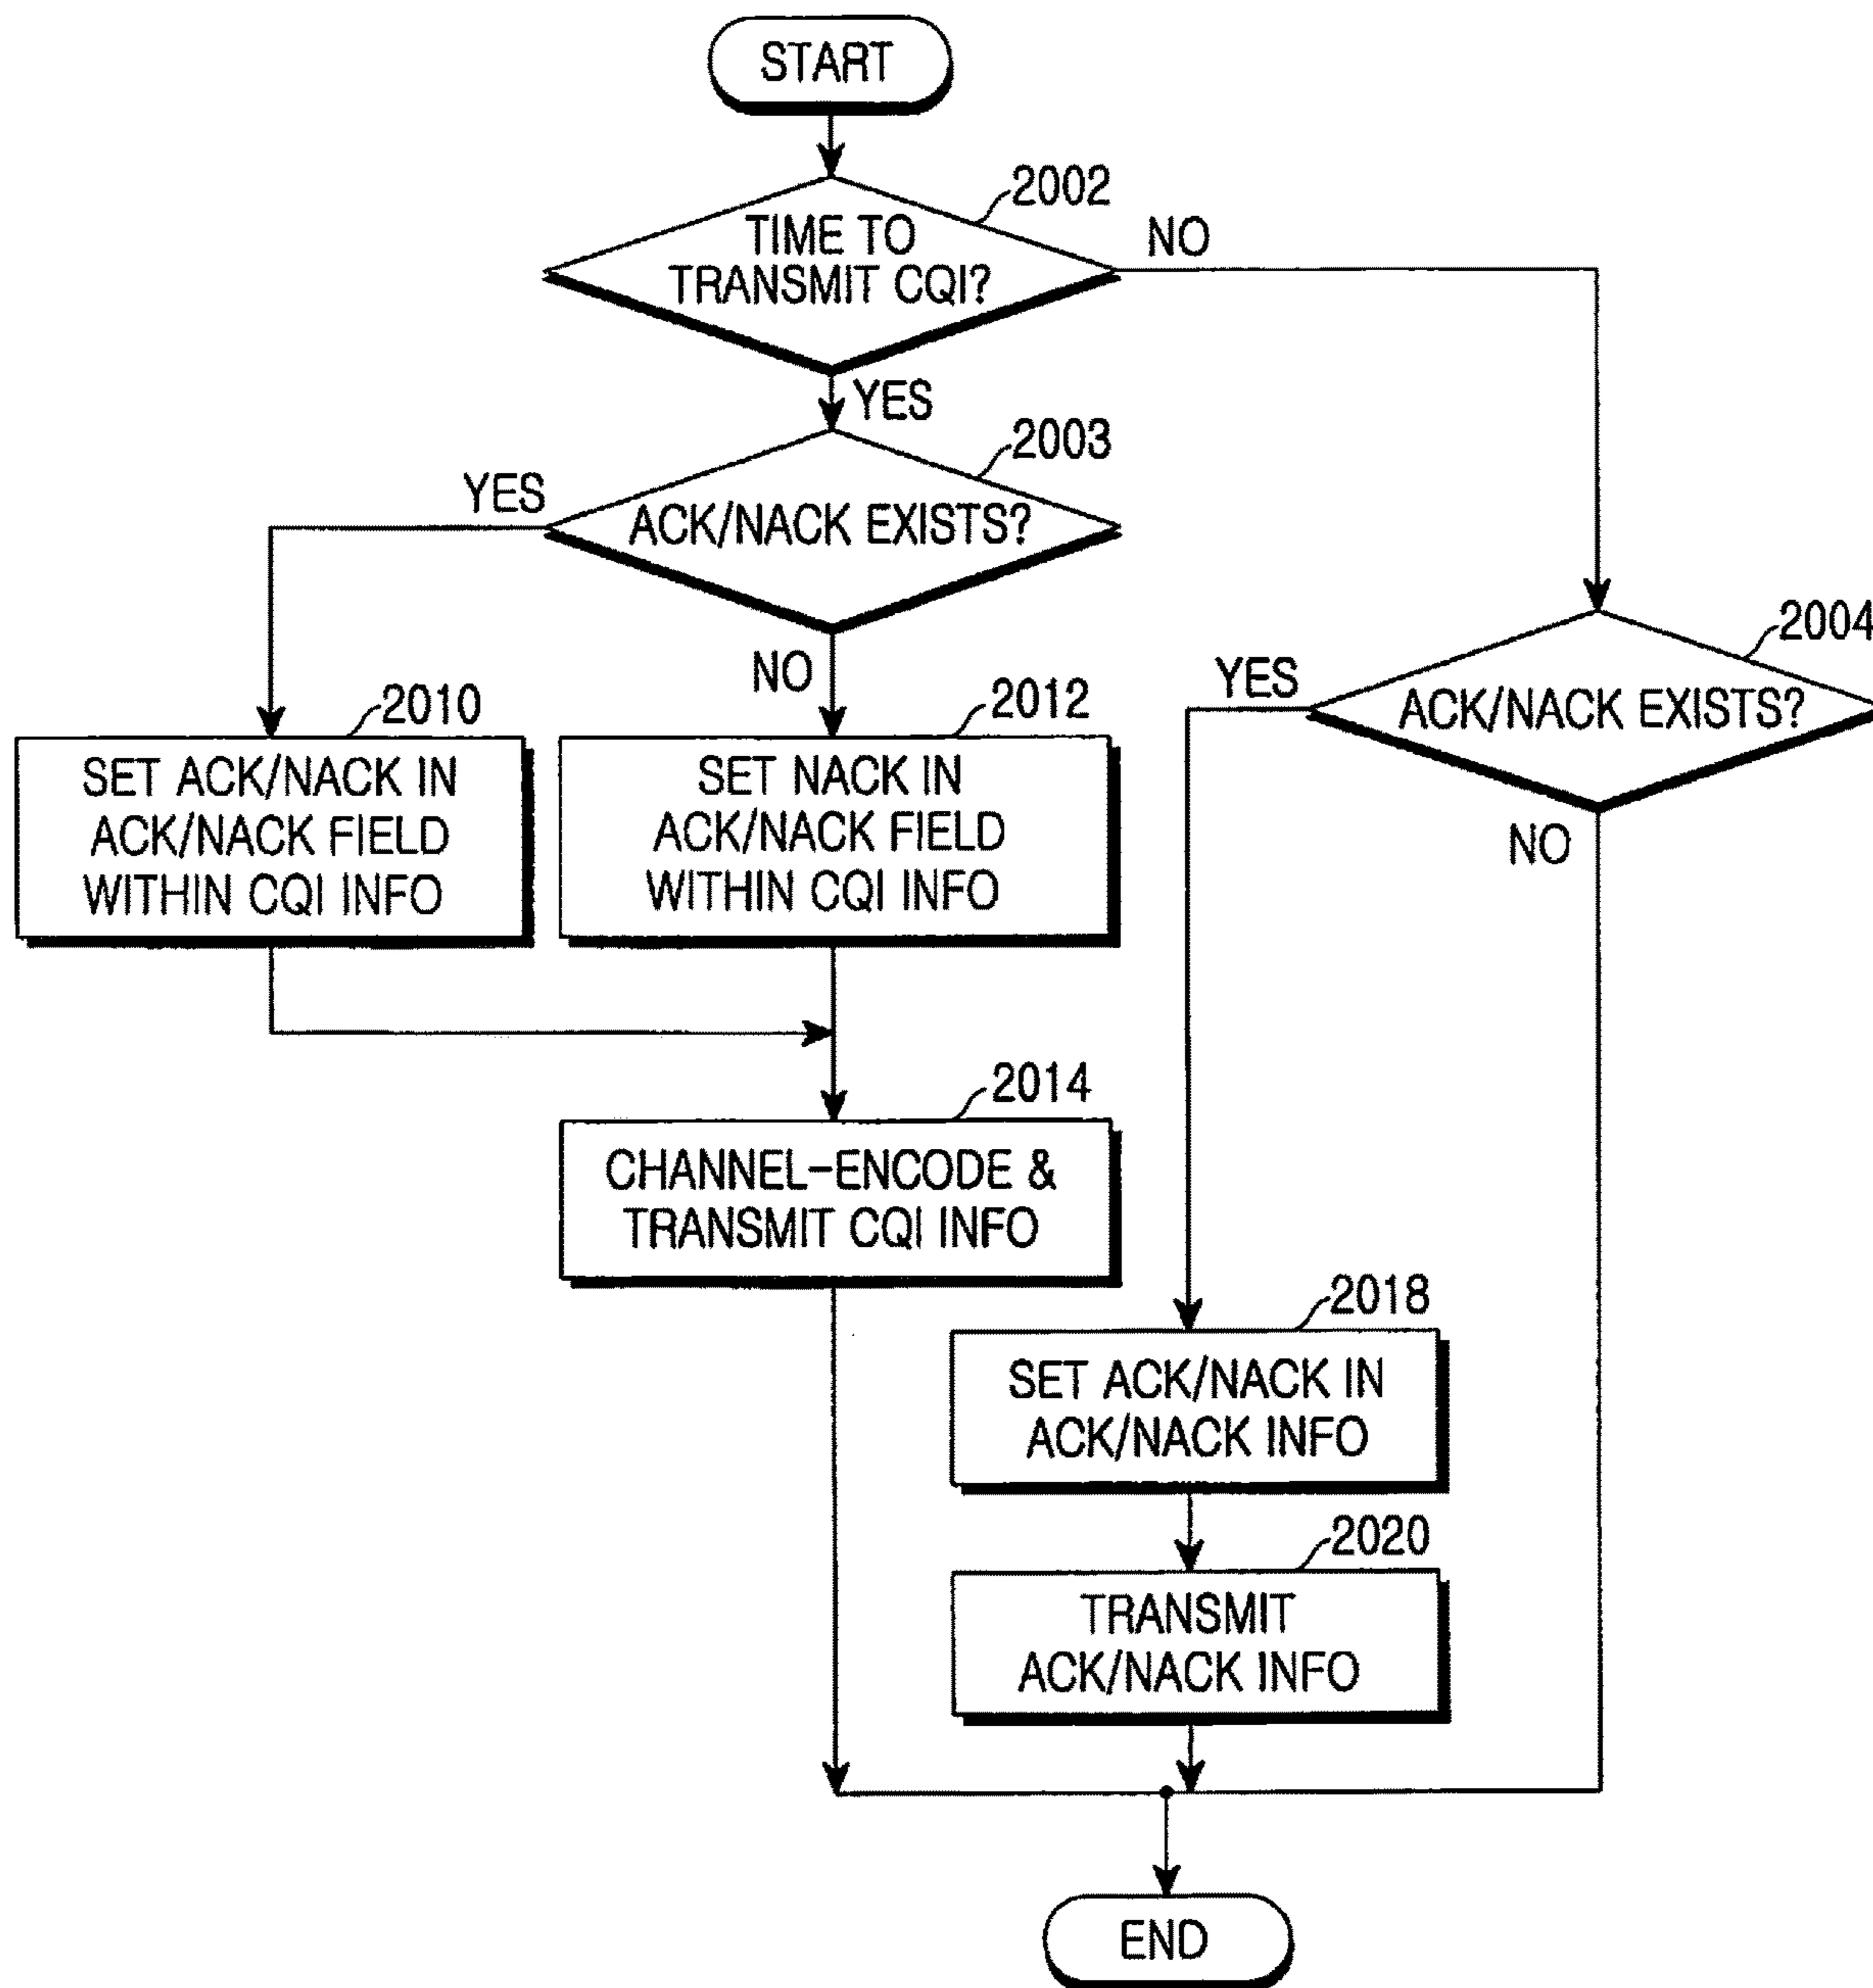 START
2002
TIME TO
TRANSMIT CQI?
NO
YES
2003
YES
ACK/NACK EXISTS?
NO
2004
YES
ACK/NACK EXISTS?
NO
2010
SET ACK/NACK IN
ACK/NACK FIELD
WITHIN CQI INFO
2012
SET NACK IN
ACK/NACK FIELD
WITHIN CQI INFO
2014
CHANNEL-ENCODE &
TRANSMIT CQI INFO
2018
SET ACK/NACK IN
ACK/NACK INFO
2020
TRANSMIT
ACK/NACK INFO
END